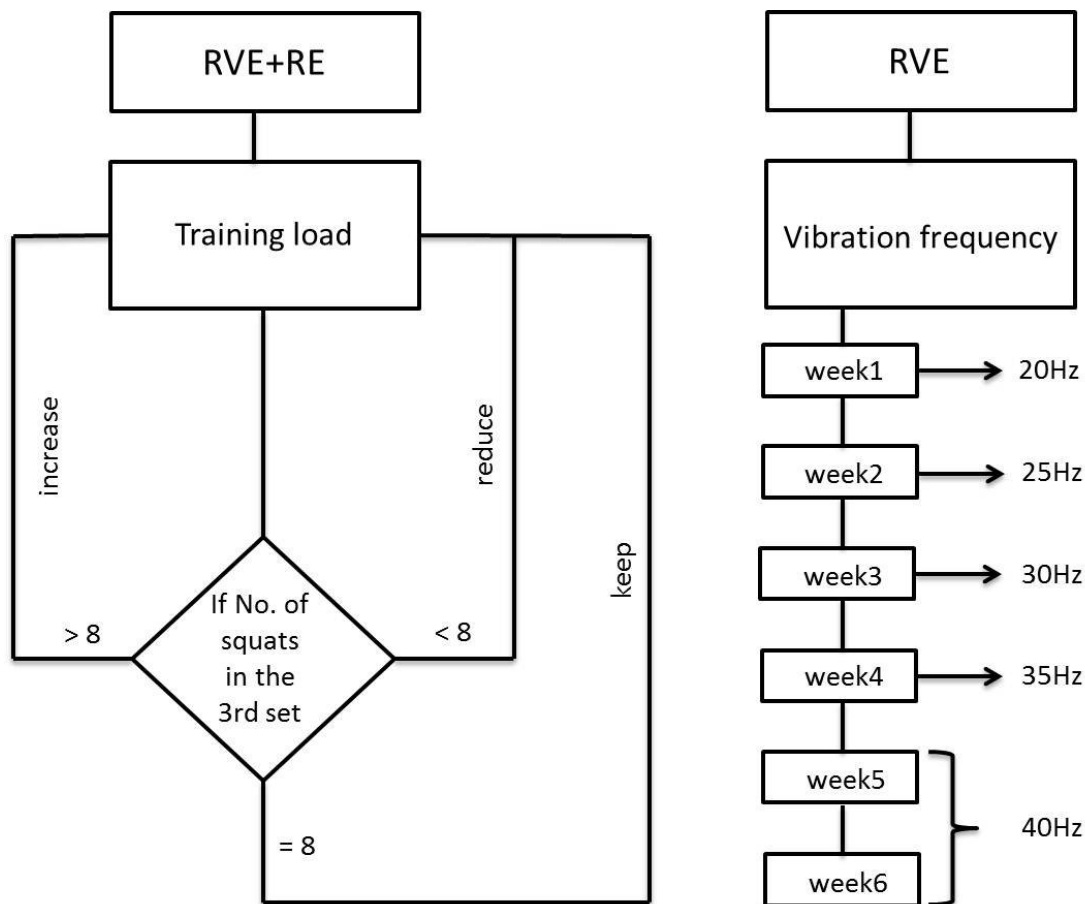 RVE+RE
Training load
increase
reduce
keep
If No. of
squats
in the
3rd set
> 8
< 8
= 8
RVE
Vibration frequency
week1
20Hz
week2
25Hz
week3
30Hz
week4
35Hz
week5
40Hz
week6